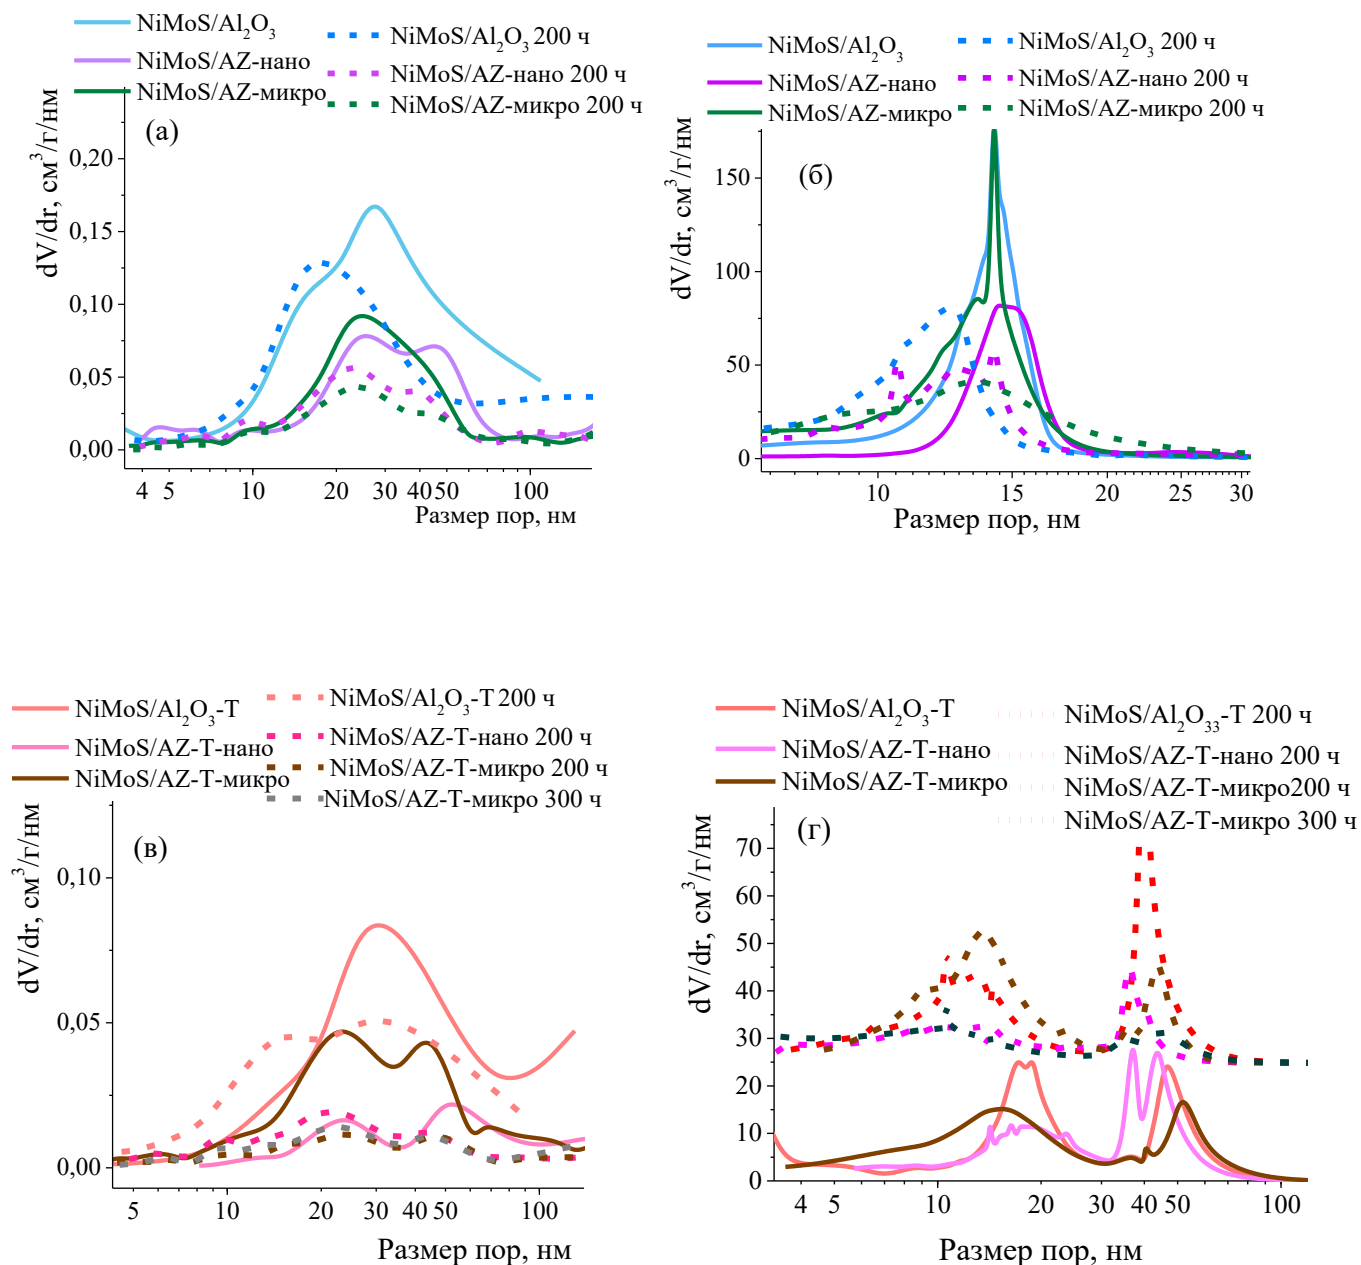 NiMoS/Al2O3
NiMoS/AZ-нано
NiMoS/AZ-микро
NiMoS/Al2O3 200 ч
NiMoS/AZ-нано 200 ч
NiMoS/AZ-микро 200 ч
(а)
dV/dr, см³/г/нм
0,20
0,15
0,10
0,05
0,00
4 5 10 20 30 40 50 100
Размер пор, нм
NiMoS/Al2O3
NiMoS/AZ-нано
NiMoS/AZ-микро
NiMoS/Al2O3 200 ч
NiMoS/AZ-нано 200 ч
NiMoS/AZ-микро 200 ч
(б)
dV/dr, см³/г/нм
150
100
50
0
10 15 20 25 30
Размер пор, нм
NiMoS/Al2O3-T
NiMoS/AZ-T-нано
NiMoS/AZ-T-микро
NiMoS/Al2O3-T 200 ч
NiMoS/AZ-T-нано 200 ч
NiMoS/AZ-T-микро 200 ч
NiMoS/AZ-T-микро 300 ч
(в)
dV/dr, см³/г/нм
0,10
0,05
0,00
5 10 20 30 40 50 100
Размер пор, нм
NiMoS/Al2O3-T
NiMoS/AZ-T-нано
NiMoS/AZ-T-микро
NiMoS/Al2O33-T 200 ч
NiMoS/AZ-T-нано 200 ч
NiMoS/AZ-T-микро200 ч
NiMoS/AZ-T-микро 300 ч
(г)
dV/dr, см³/г/нм
70
60
50
40
30
20
10
0
4 5 10 20 30 40 50 100
Размер пор, нм